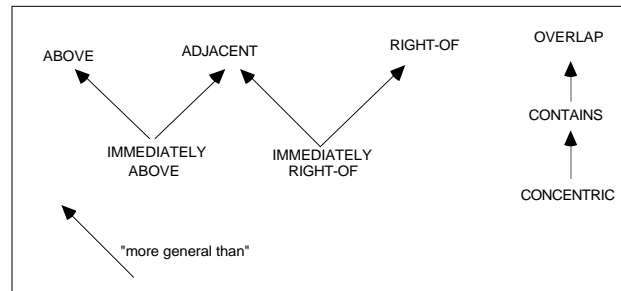 ABOVE
ADJACENT
RIGHT-OF
OVERLAP
IMMEDIATELY
ABOVE
IMMEDIATELY
RIGHT-OF
CONTAINS
CONCENTRIC
"more general than"